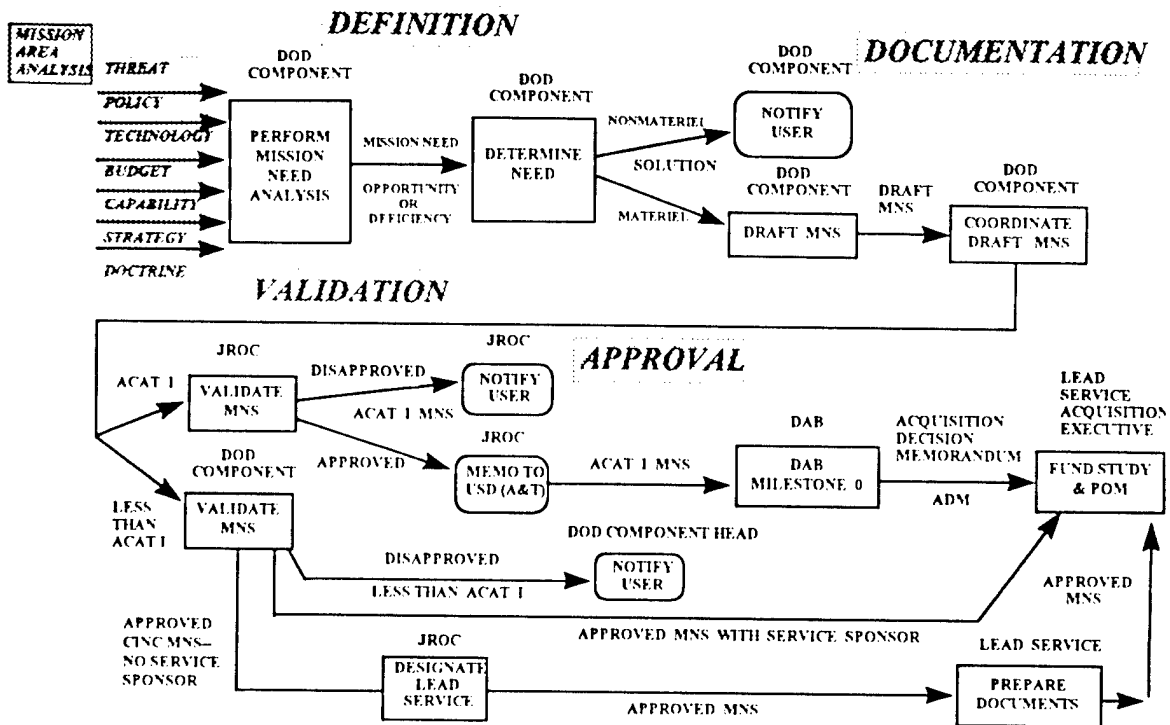 DEFINITION
DOCUMENTATION
MISSION
AREA
ANALYSIS
THREAT
POLICY
TECHNOLOGY
BUDGET
CAPABILITY
STRATEGY
DOCTRINE
DOD
COMPONENT
PERFORM
MISSION
NEED
ANALYSIS
MISSION NEED
OPPORTUNITY
OR
DEFICIENCY
DOD
COMPONENT
DETERMINE
NEED
NONMATERIEL
SOLUTION
MATERIEL
DOD
COMPONENT
NOTIFY
USER
DOD
COMPONENT
DRAFT MNS
DRAFT
MNS
DOD
COMPONENT
COORDINATE
DRAFT MNS
VALIDATION
APPROVAL
ACAT I
JROC
VALIDATE
MNS
DISAPPROVED
ACAT I MNS
JROC
NOTIFY
USER
APPROVED
JROC
MEMO TO
USD (A&T)
ACAT I MNS
DAB
DAB
MILESTONE 0
ACQUISITION
DECISION
MEMORANDUM
ADM
LEAD
SERVICE
ACQUISITION
EXECUTIVE
FUND STUDY
& POM
LESS
THAN
ACAT I
DOD
COMPONENT
VALIDATE
MNS
DISAPPROVED
LESS THAN ACAT I
DOD COMPONENT HEAD
NOTIFY
USER
APPROVED MNS WITH SERVICE SPONSOR
APPROVED
MNS
APPROVED
CINC MNS–
NO SERVICE
SPONSOR
JROC
DESIGNATE
LEAD
SERVICE
APPROVED MNS
LEAD SERVICE
PREPARE
DOCUMENTS